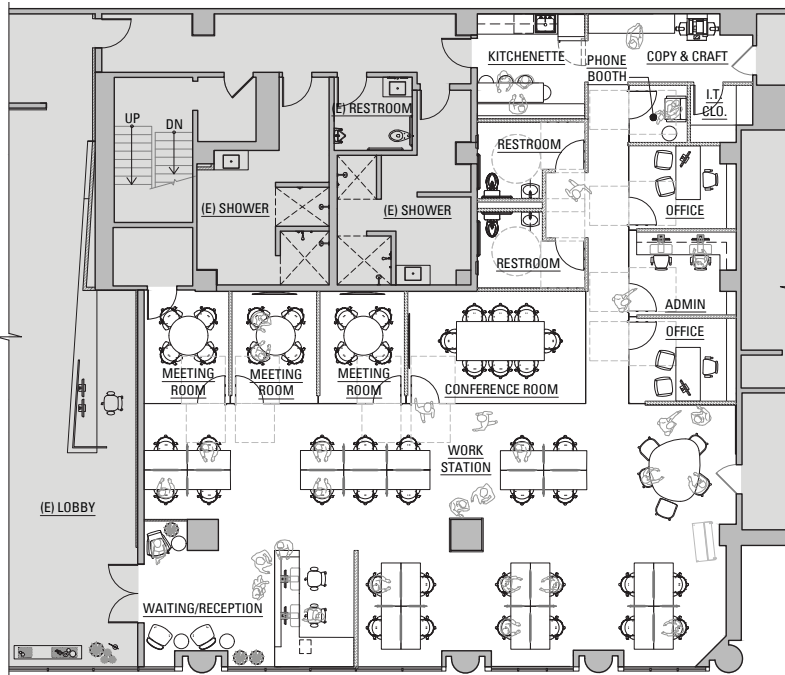 KITCHENETTE
COPY & CRAFT
PHONE
BOOTH
I.T.
CLO.
UP
DN
(E) RESTROOM
RESTROOM
(E) SHOWER
(E) SHOWER
OFFICE
RESTROOM
ADMIN
OFFICE
MEETING
ROOM
MEETING
ROOM
MEETING
ROOM
CONFERENCE ROOM
WORK
STATION
(E) LOBBY
WAITING/RECEPTION